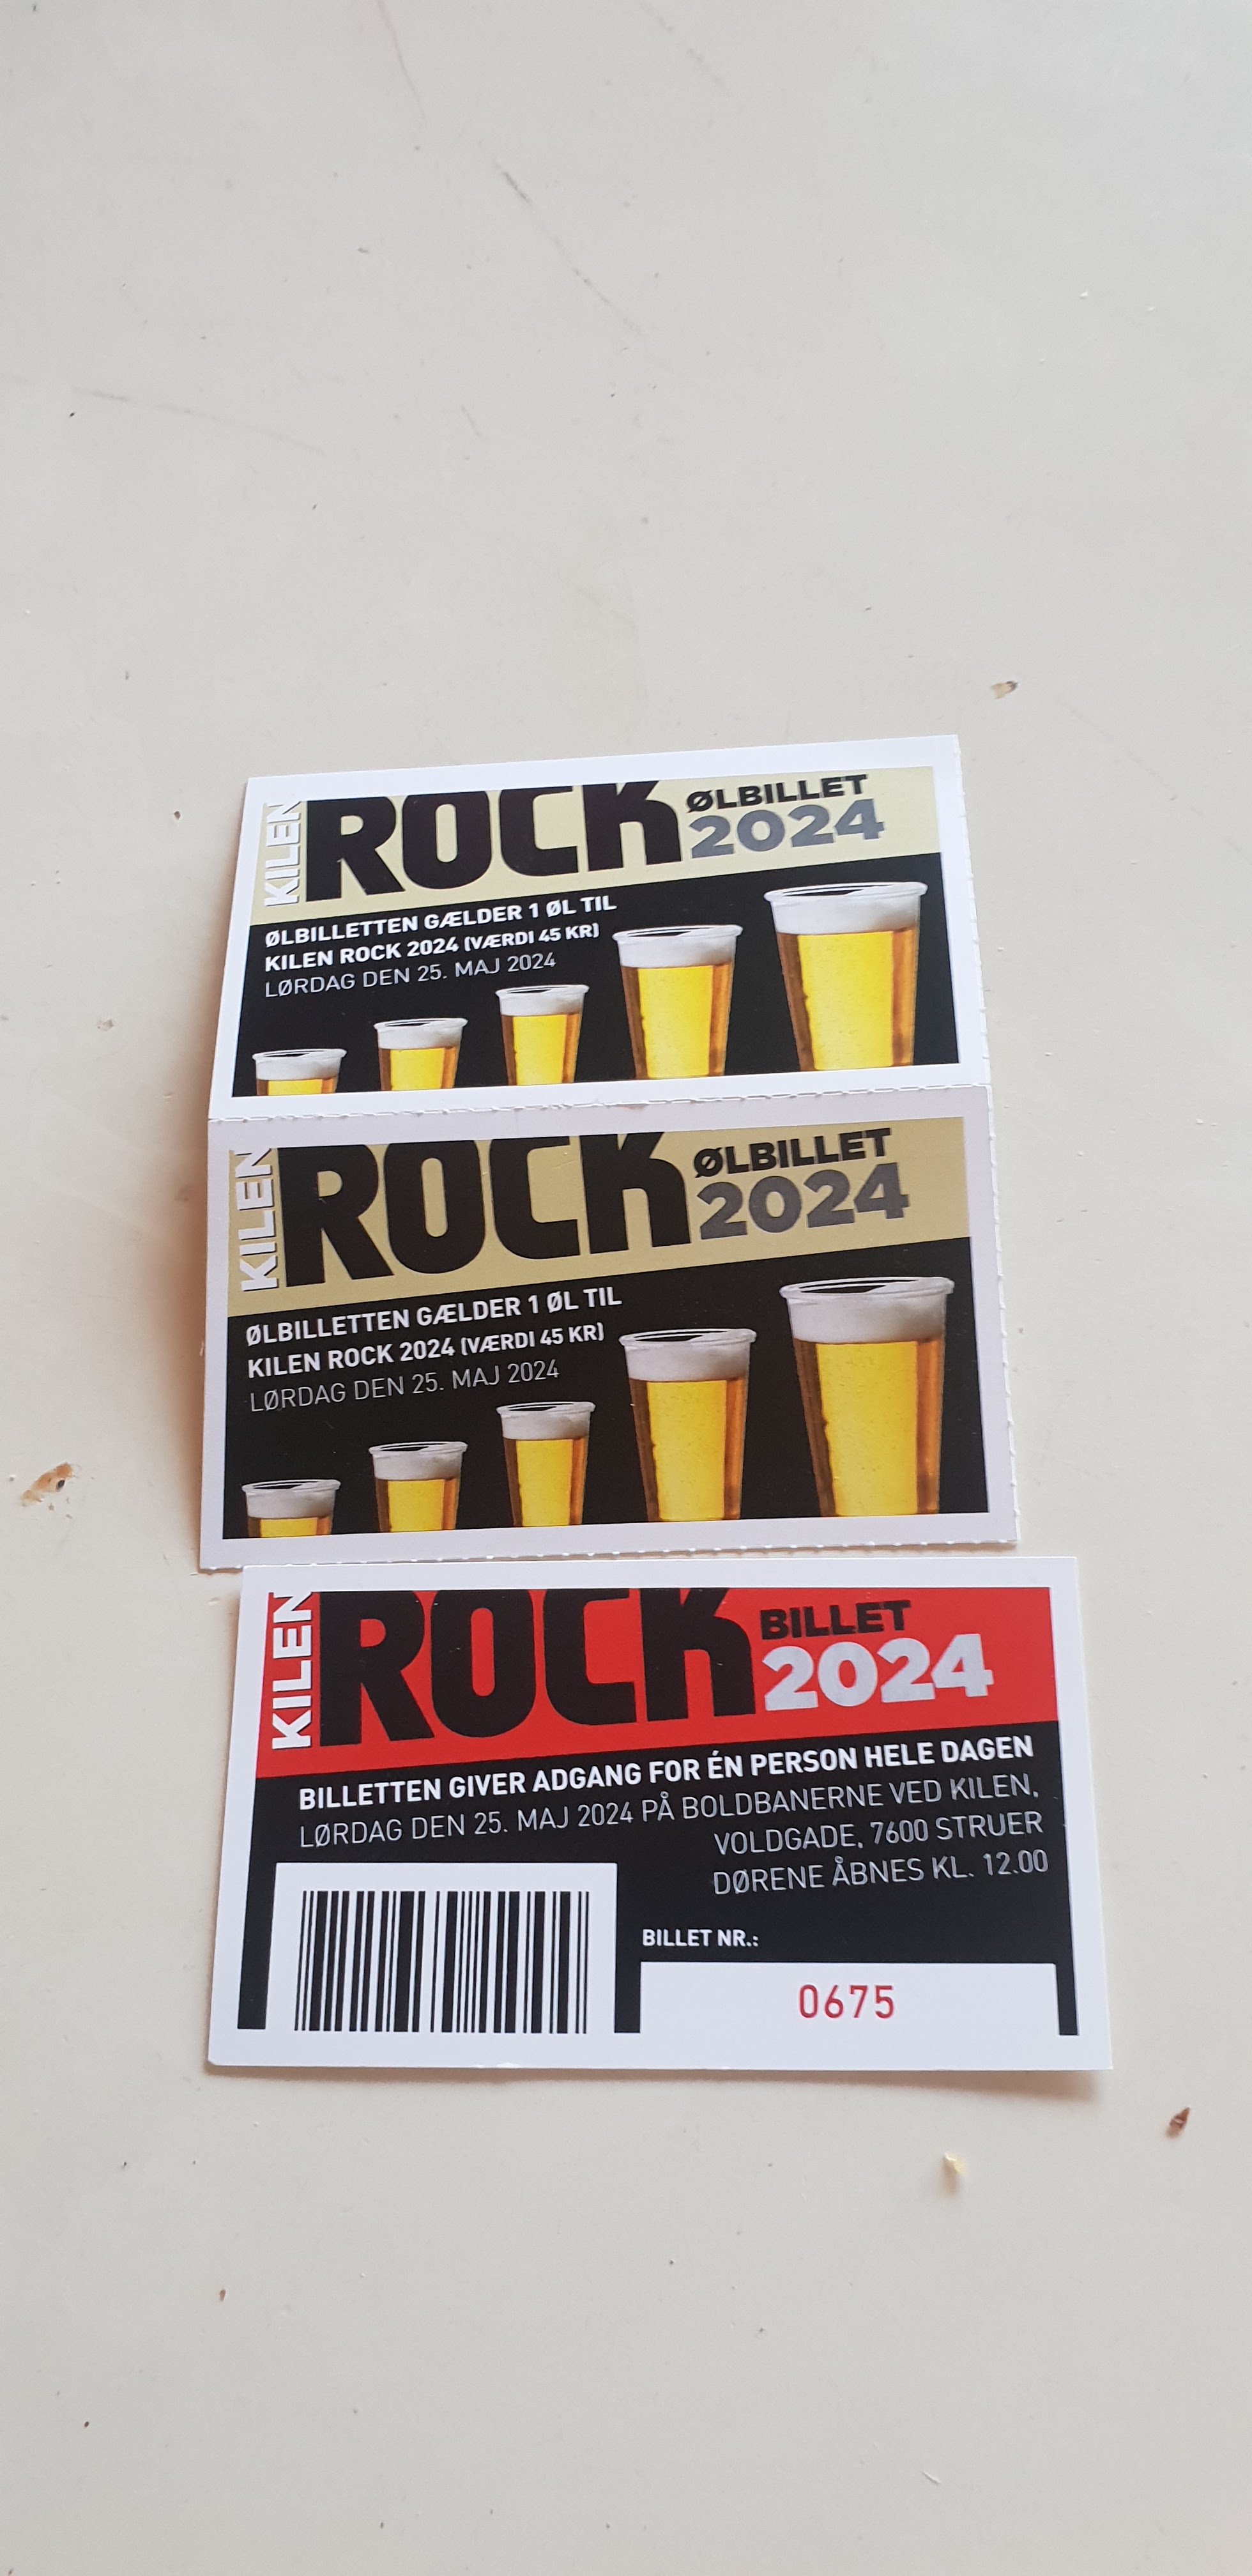 KILEN ROCK ØLBILLET
2024
ØLBILLETTEN GÆLDER 1 ØL TIL
KILEN ROCK 2024 (VÆRDI 45 KR)
LØRDAG DEN 25. MAJ 2024
KILEN ROCK ØLBILLET
2024
ØLBILLETTEN GÆLDER 1 ØL TIL
KILEN ROCK 2024 (VÆRDI 45 KR)
LØRDAG DEN 25. MAJ 2024
KILEN ROCK BILLET
2024
BILLETTEN GIVER ADGANG FOR ÉN PERSON HELE DAGEN
LØRDAG DEN 25. MAJ 2024 PÅ BOLDBANERNE VED KILEN,
VOLDGADE, 7600 STRUER
DØRENE ÅBNES KL. 12.00
BILLET NR.:
0675